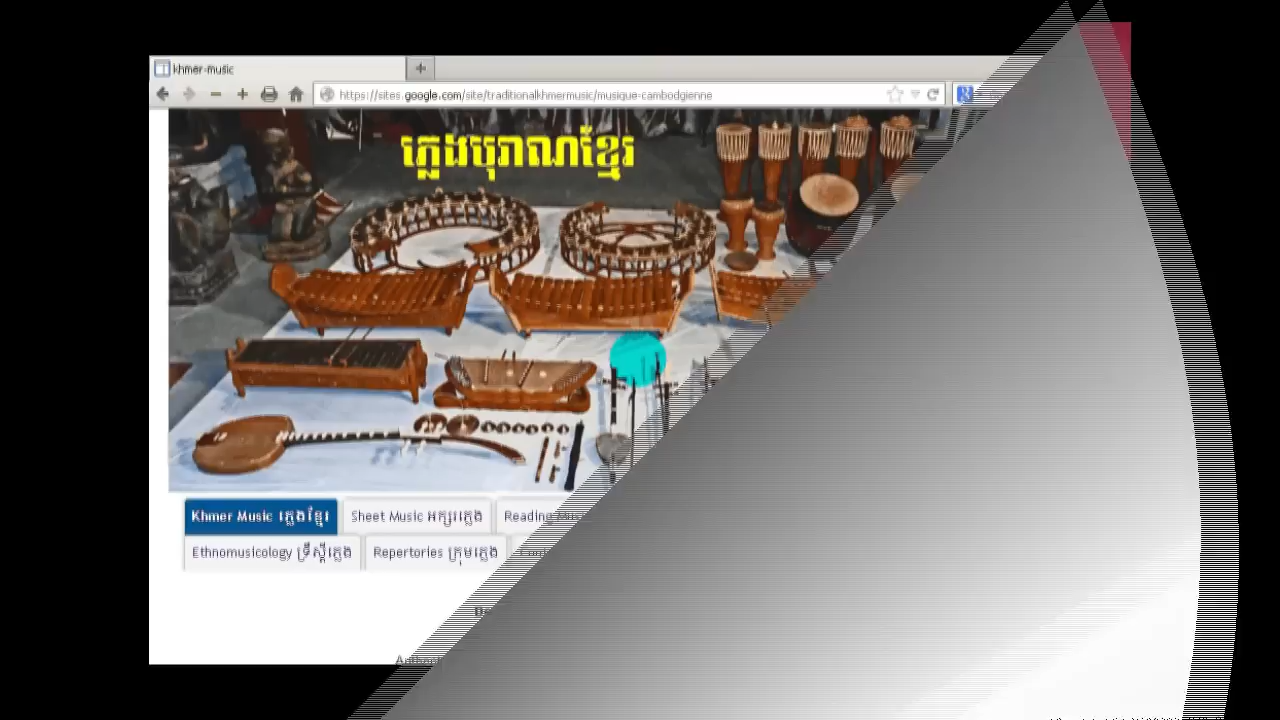 khmer-music
https://sites.google.com/site/traditionalkhmermusic/musique-cambodgienne
ភ្លេងបុរាណខ្មែរ
Khmer Music ភ្លេងខ្មែរ Sheet Music អក្សរភ្លេង Reading
Ethnomusicology ទ្រឹស្តីភ្លេង Repertories ក្រុមភ្លេង